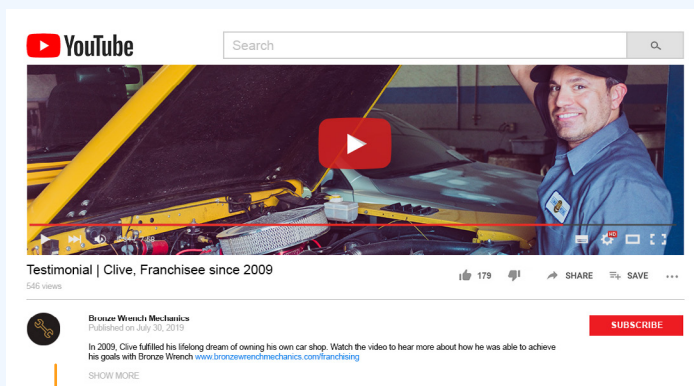 YouTube
Search
HD
Testimonial | Clive, Franchisee since 2009
546 views
179
SHARE
SAVE
Bronze Wrench Mechanics
Published on July 30, 2019
SUBSCRIBE
In 2009, Clive fulfilled his lifelong dream of owning his own car shop. Watch the video to hear more about how he was able to achieve
his goals with Bronze Wrench www.bronzewrenchmechanics.com/franchising
SHOW MORE